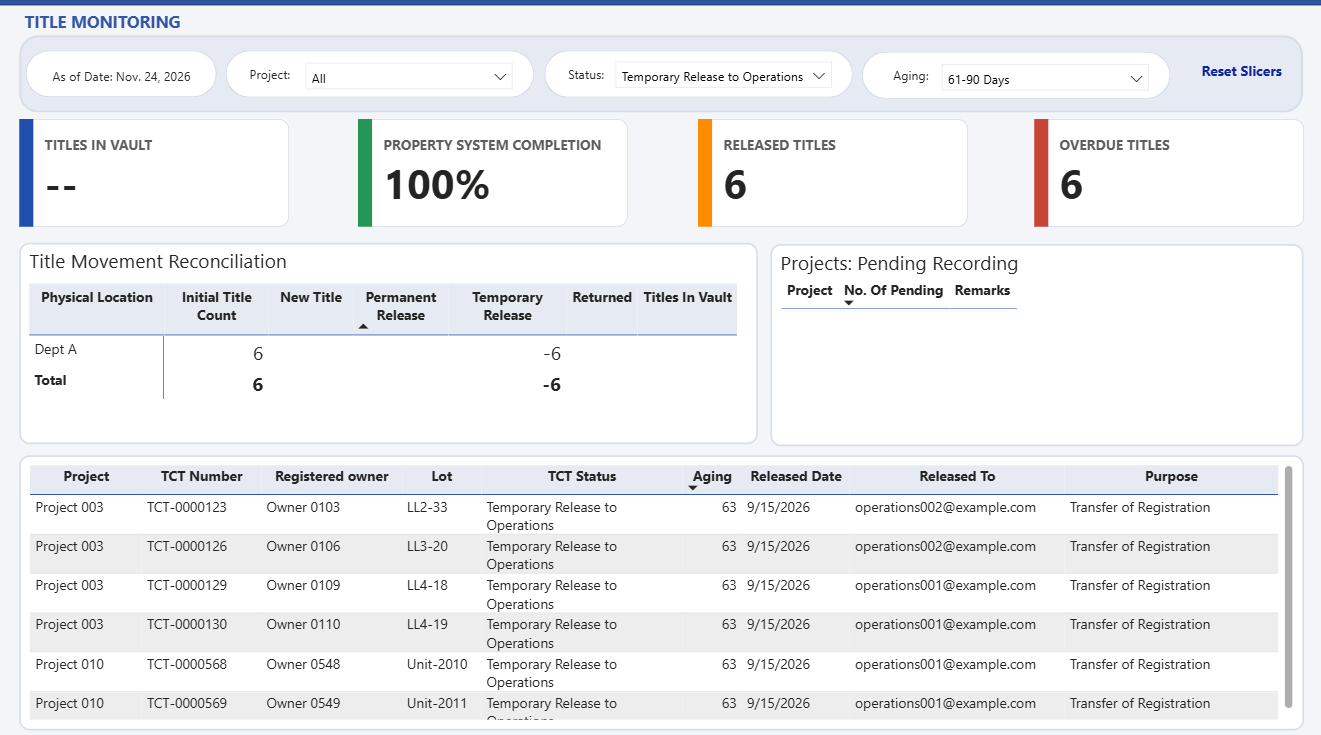 TITLE MONITORING
As of Date: Nov. 24, 2026
Project: All
Status: Temporary Release to Operations
Aging: 61-90 Days
Reset Slicers
TITLES IN VAULT
--
PROPERTY SYSTEM COMPLETION
100%
RELEASED TITLES
6
OVERDUE TITLES
6
Title Movement Reconciliation
Physical Location Initial Title Count New Title Permanent Release Temporary Release Returned Titles In Vault
Dept A 6 -6
Total 6 -6
Projects: Pending Recording
Project No. Of Pending Remarks
Project TCT Number Registered owner Lot TCT Status Aging Released Date Released To Purpose
Project 003 TCT-0000123 Owner 0103 LL2-33 Temporary Release to Operations 63 9/15/2026 operations002@example.com Transfer of Registration
Project 003 TCT-0000126 Owner 0106 LL3-20 Temporary Release to Operations 63 9/15/2026 operations002@example.com Transfer of Registration
Project 003 TCT-0000129 Owner 0109 LL4-18 Temporary Release to Operations 63 9/15/2026 operations001@example.com Transfer of Registration
Project 003 TCT-0000130 Owner 0110 LL4-19 Temporary Release to Operations 63 9/15/2026 operations001@example.com Transfer of Registration
Project 010 TCT-0000568 Owner 0548 Unit-2010 Temporary Release to Operations 63 9/15/2026 operations001@example.com Transfer of Registration
Project 010 TCT-0000569 Owner 0549 Unit-2011 Temporary Release to Operations 63 9/15/2026 operations001@example.com Transfer of Registration